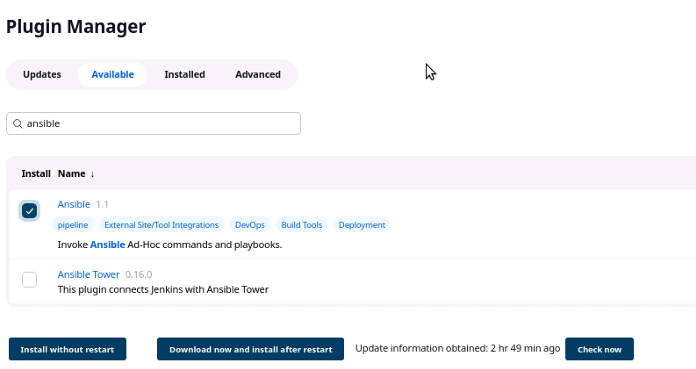 Plugin Manager
Updates Available Installed Advanced
ansible
Install Name ↓
Ansible 1.1
pipeline External Site/Tool Integrations DevOps Build Tools Deployment
Invoke Ansible Ad-Hoc commands and playbooks.
Ansible Tower 0.16.0
This plugin connects Jenkins with Ansible Tower
Install without restart Download now and install after restart Update information obtained: 2 hr 49 min ago Check now